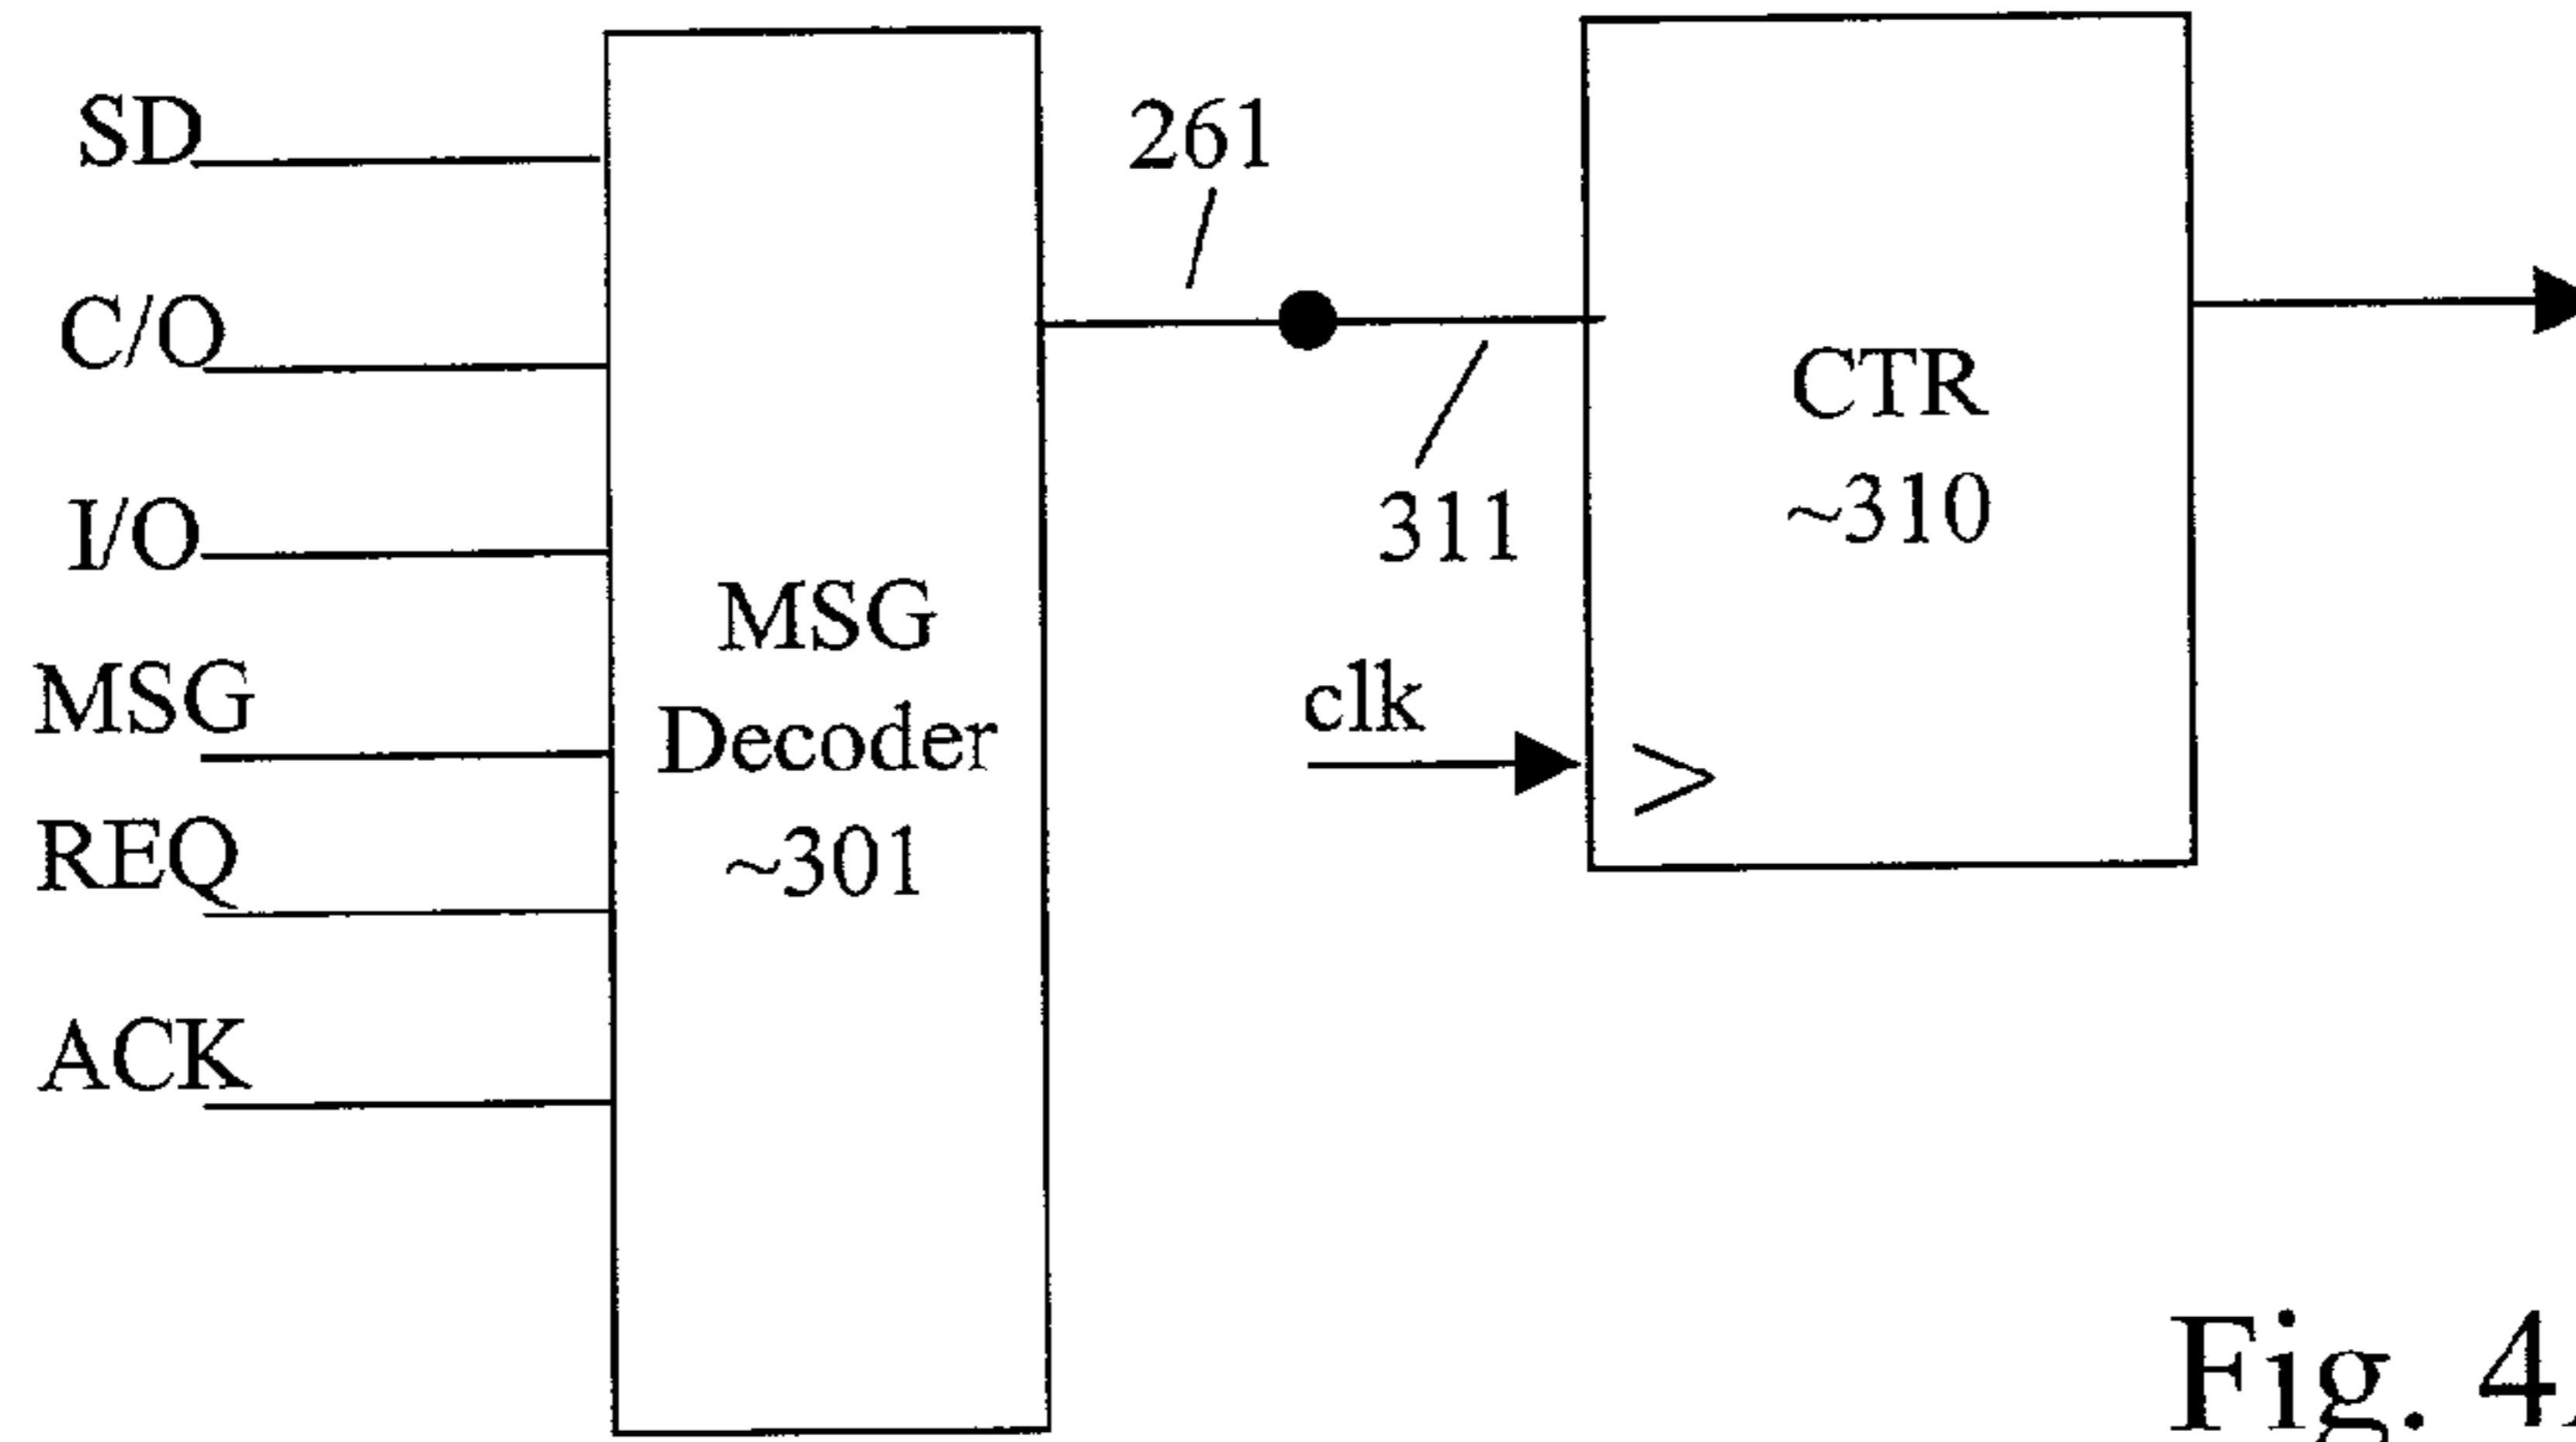 SD
C/O
I/O
MSG
REQ
ACK
MSG
Decoder
~301
261
311
clk
>
CTR
~310
Fig. 4